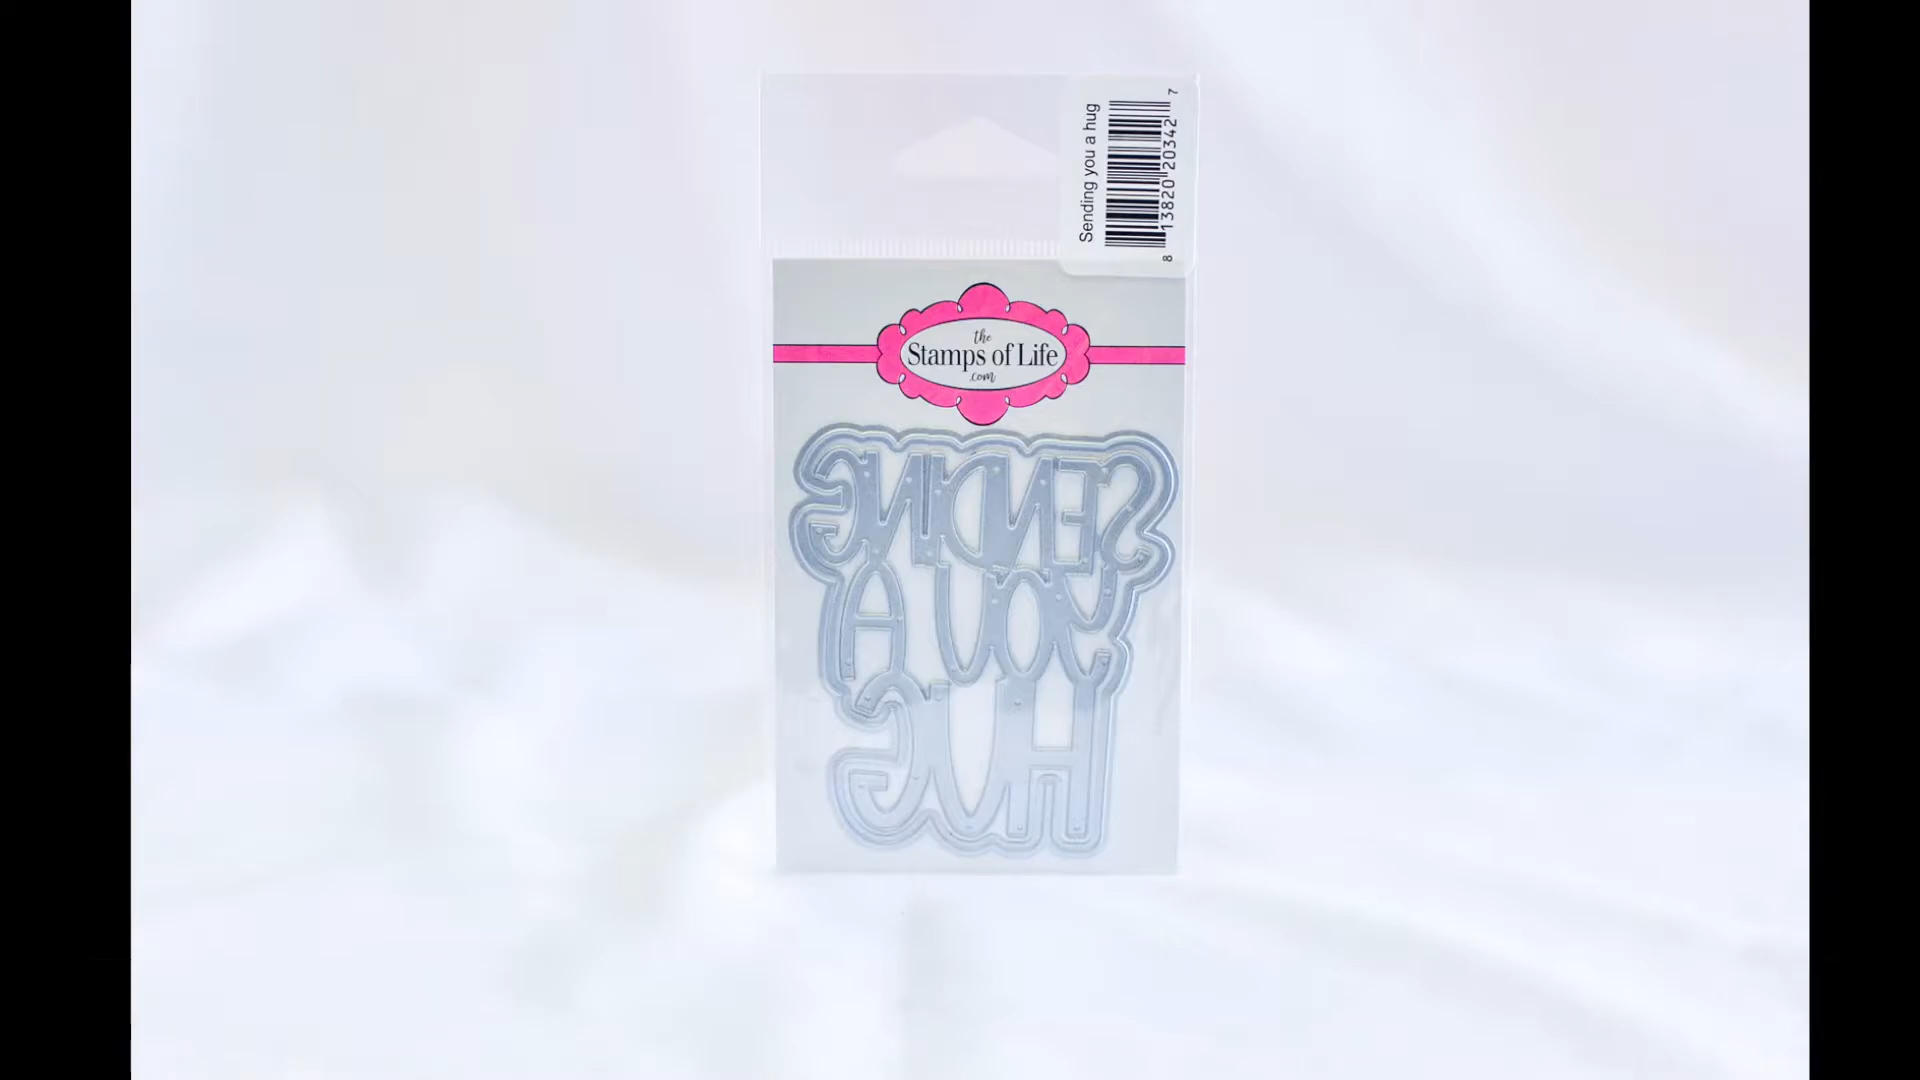 Sending you a hug
8 13820 20342 7
the
Stamps of Life
.com
SENDING
YOU A
HUG